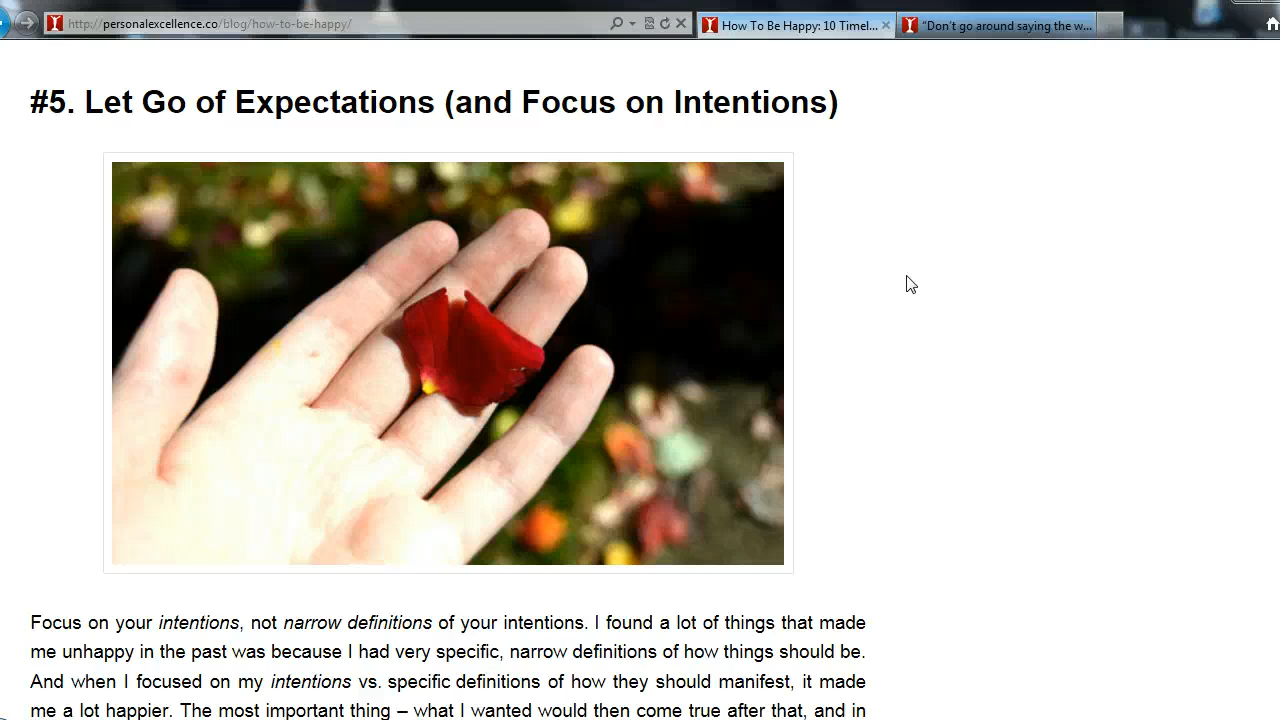 http://personalexcellence.co/blog/how-to-be-happy/
How To Be Happy: 10 Timel...
"Don't go around saying the w...
#5. Let Go of Expectations (and Focus on Intentions)
Focus on your intentions, not narrow definitions of your intentions. I found a lot of things that made
me unhappy in the past was because I had very specific, narrow definitions of how things should be.
And when I focused on my intentions vs. specific definitions of how they should manifest, it made
me a lot happier. The most important thing – what I wanted would then come true after that, and in